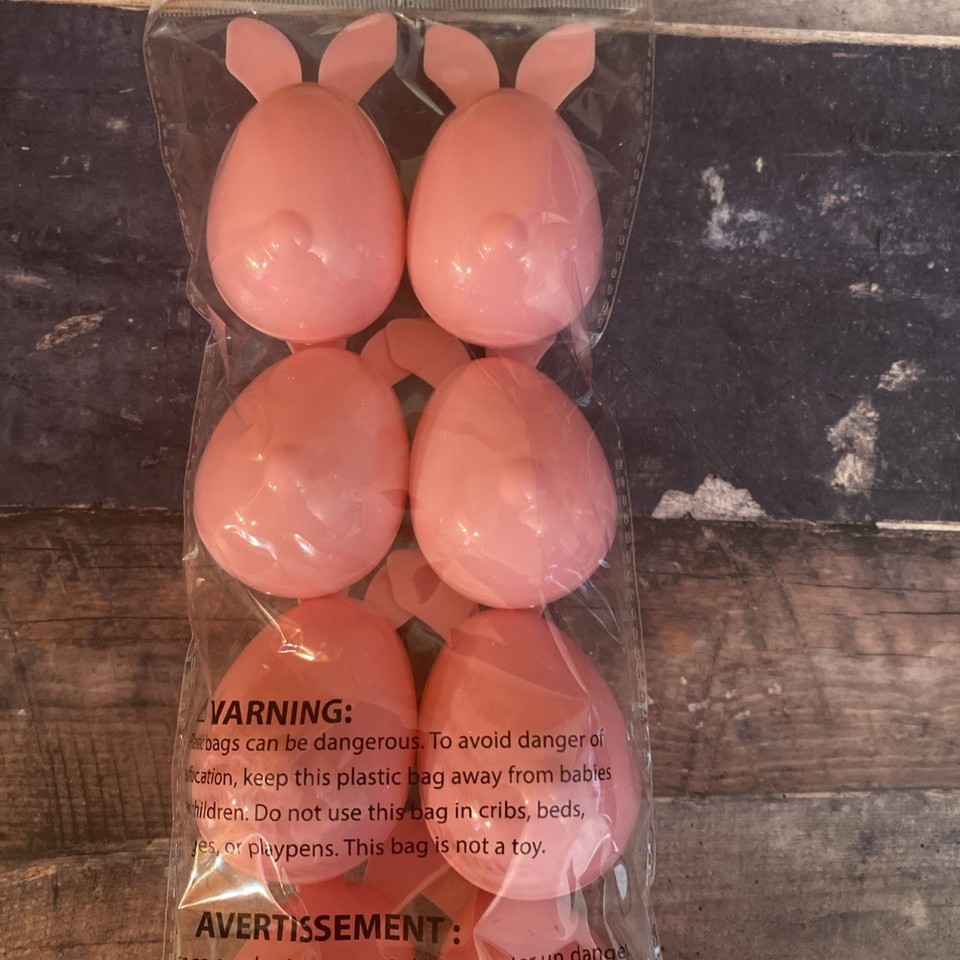 WARNING:
Plastic bags can be dangerous. To avoid danger of
keep this plastic bag away from babies
Do not use this bag in cribs, beds,
or playpens. This bag is not a toy.
AVERTISSEMENT :